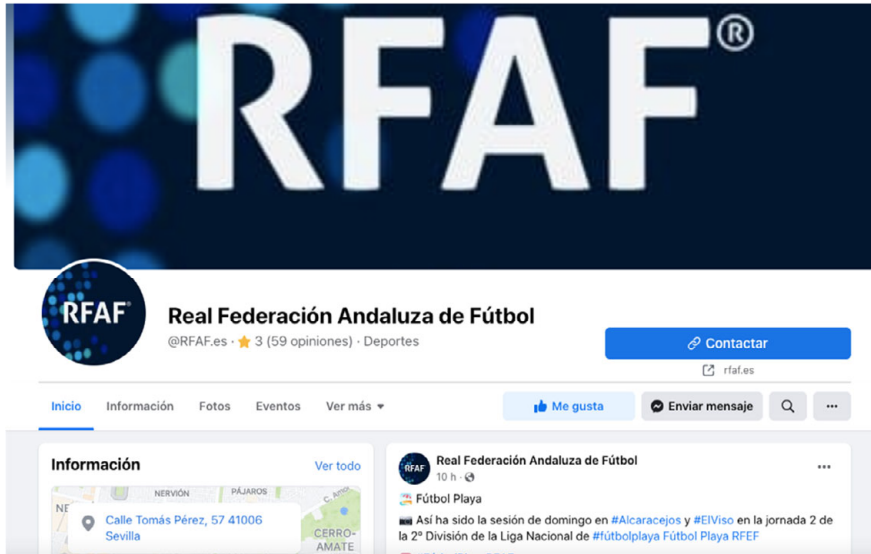 RFAF®
RFAF®
Real Federación Andaluza de Fútbol
@RFAF.es · 3 (59 opiniones) · Deportes
Contactar
rfaf.es
Inicio Información Fotos Eventos Ver más Me gusta Enviar mensaje
Información Ver todo
NERVIÓN PÁJAROS
Calle Tomás Pérez, 57 41006
Sevilla
CERRO-
AMATE
RFAF
Real Federación Andaluza de Fútbol
10 h ·
Fútbol Playa
Así ha sido la sesión de domingo en #Alcaracejos y #ElViso en la jornada 2 de
la 2ª División de la Liga Nacional de #fútbolplaya Fútbol Playa RFEF